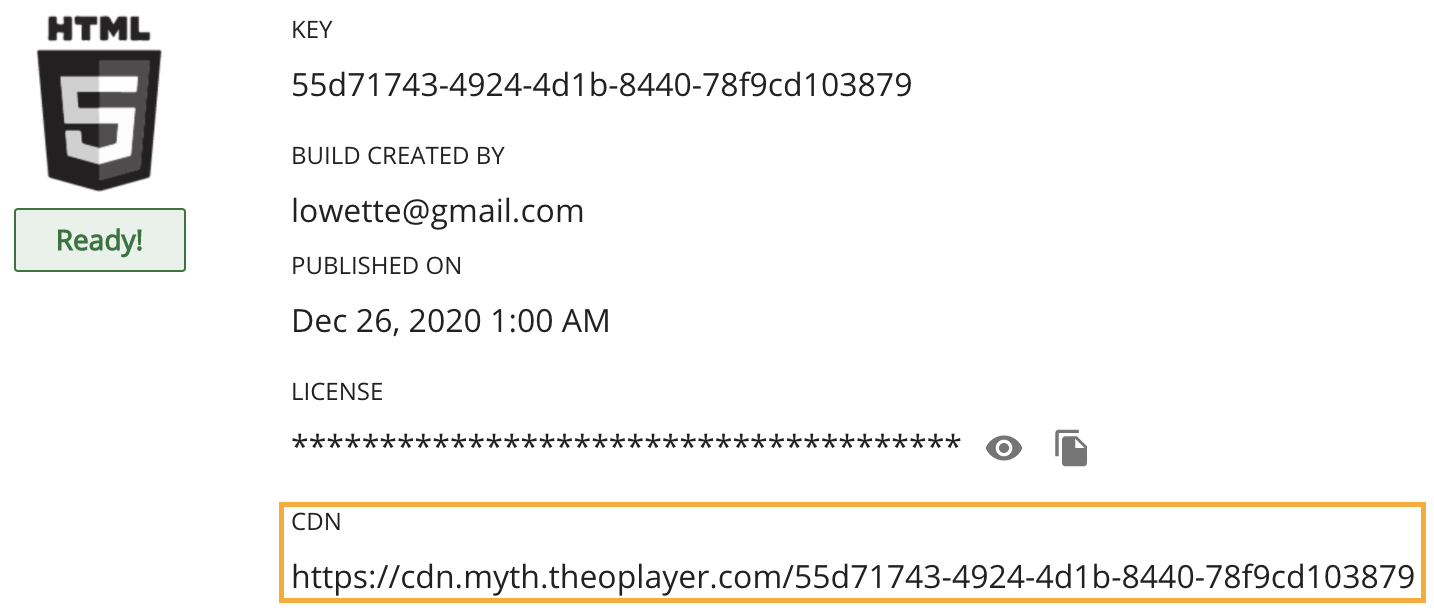 HTML
5
Ready!
KEY
55d71743-4924-4d1b-8440-78f9cd103879
BUILD CREATED BY
lowette@gmail.com
PUBLISHED ON
Dec 26, 2020 1:00 AM
LICENSE
**************************************
CDN
https://cdn.myth.theoplayer.com/55d71743-4924-4d1b-8440-78f9cd103879